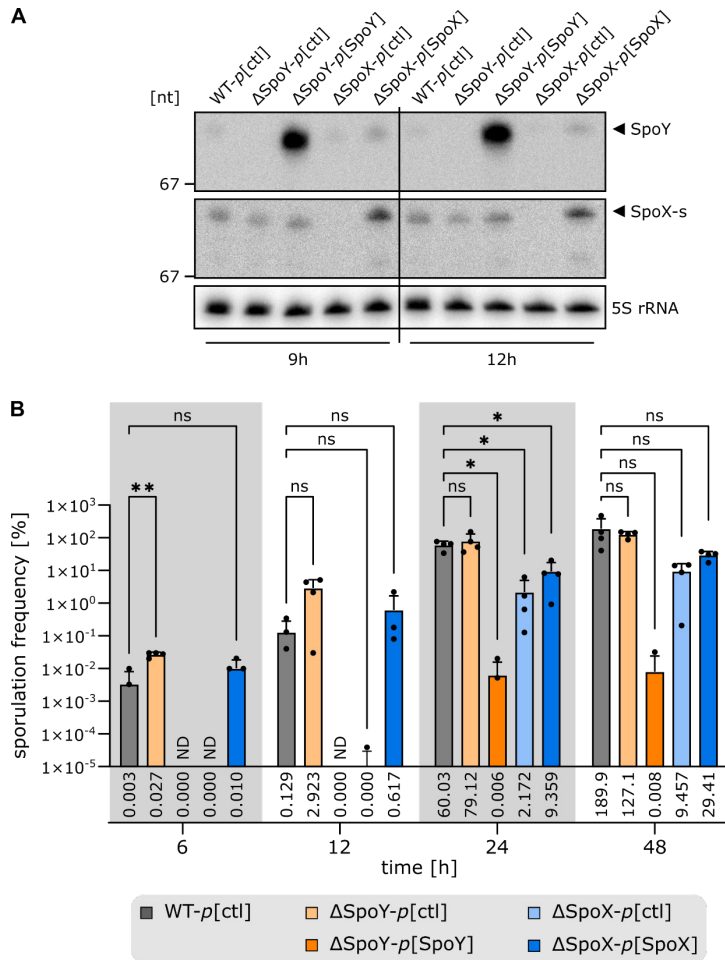 A
WT-p[ctl] ΔSpoY-p[ctl] ΔSpoY-p[SpoY] ΔSpoX-p[ctl] ΔSpoX-p[SpoX] WT-p[ctl] ΔSpoY-p[ctl] ΔSpoY-p[SpoY] ΔSpoX-p[ctl] ΔSpoX-p[SpoX]
[nt]
SpoY
67
SpoX-s
67
5S rRNA
9h 12h
B
ns ns ns ns * ns ns
ns * ns
** ns * ns ns
ns
sporulation frequency [%]
1×10³
1×10²
1×10¹
1×10⁰
1×10⁻¹
1×10⁻²
1×10⁻³
1×10⁻⁴
1×10⁻⁵
ND ND ND
0.003 0.027 0.000 0.000 0.010 0.129 2.923 0.000 0.000 0.617 60.03 79.12 0.006 2.172 9.359 189.9 127.1 0.008 9.457 29.41
6 12 24 48
time [h]
WT-p[ctl] ΔSpoY-p[ctl] ΔSpoX-p[ctl]
ΔSpoY-p[SpoY] ΔSpoX-p[SpoX]